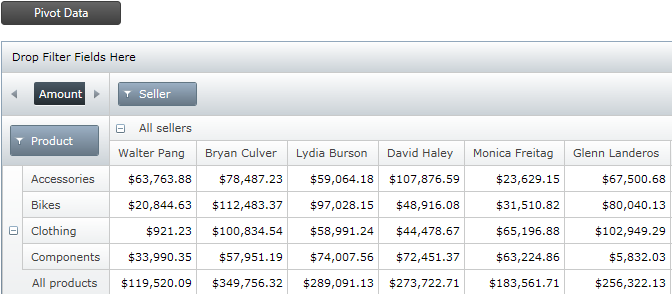 Pivot Data
Drop Filter Fields Here
Amount Seller
Product All sellers
Walter Pang Bryan Culver Lydia Burson David Haley Monica Freitag Glenn Landeros
Accessories $63,763.88 $78,487.23 $59,064.18 $107,876.59 $23,629.15 $67,500.68
Bikes $20,844.63 $112,483.37 $97,028.15 $48,916.08 $31,510.82 $80,040.13
Clothing $921.23 $100,834.54 $58,991.24 $44,478.67 $65,196.88 $102,949.29
Components $33,990.35 $57,951.19 $74,007.56 $72,451.37 $63,224.86 $5,832.03
All products $119,520.09 $349,756.32 $289,091.13 $273,722.71 $183,561.71 $256,322.13